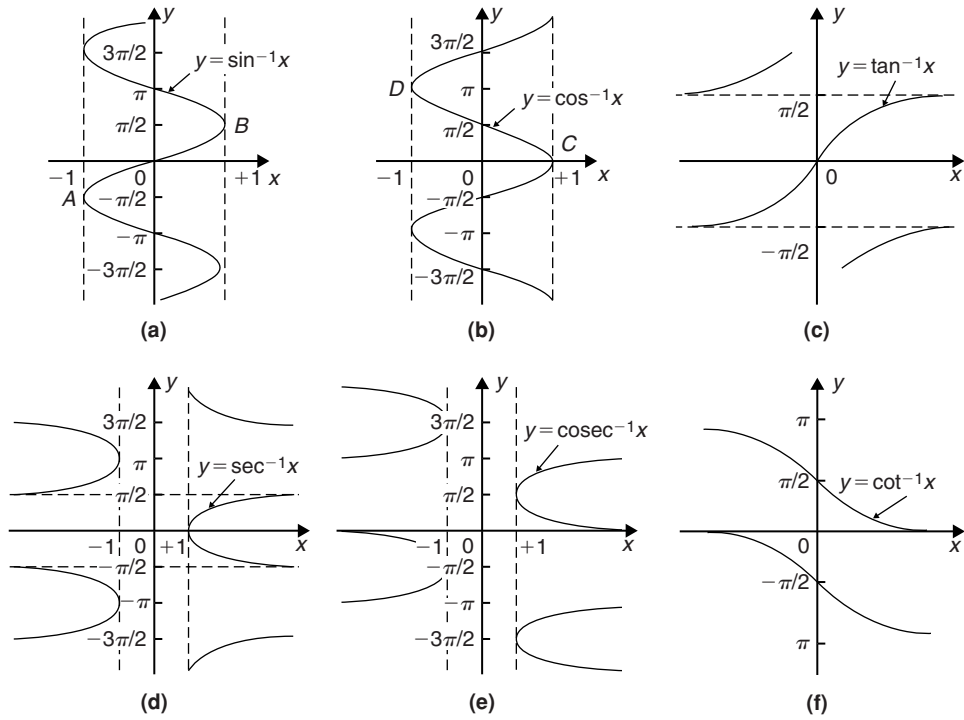 y
3π/2
y=sin−1x
π
π/2
B
−1
0
+1
x
A
−π/2
−π
−3π/2
(a)
y
3π/2
D
π
y=cos−1x
π/2
C
−1
0
+1
x
−π/2
−π
−3π/2
(b)
y
y=tan−1x
π/2
0
x
−π/2
(c)
y
3π/2
π
y=sec−1x
π/2
−1
0
+1
x
−π/2
−π
−3π/2
(d)
y
3π/2
y=cosec−1x
π
π/2
−1
0
+1
x
−π/2
−π
−3π/2
(e)
y
π
π/2
y=cot−1x
0
x
−π/2
π
(f)